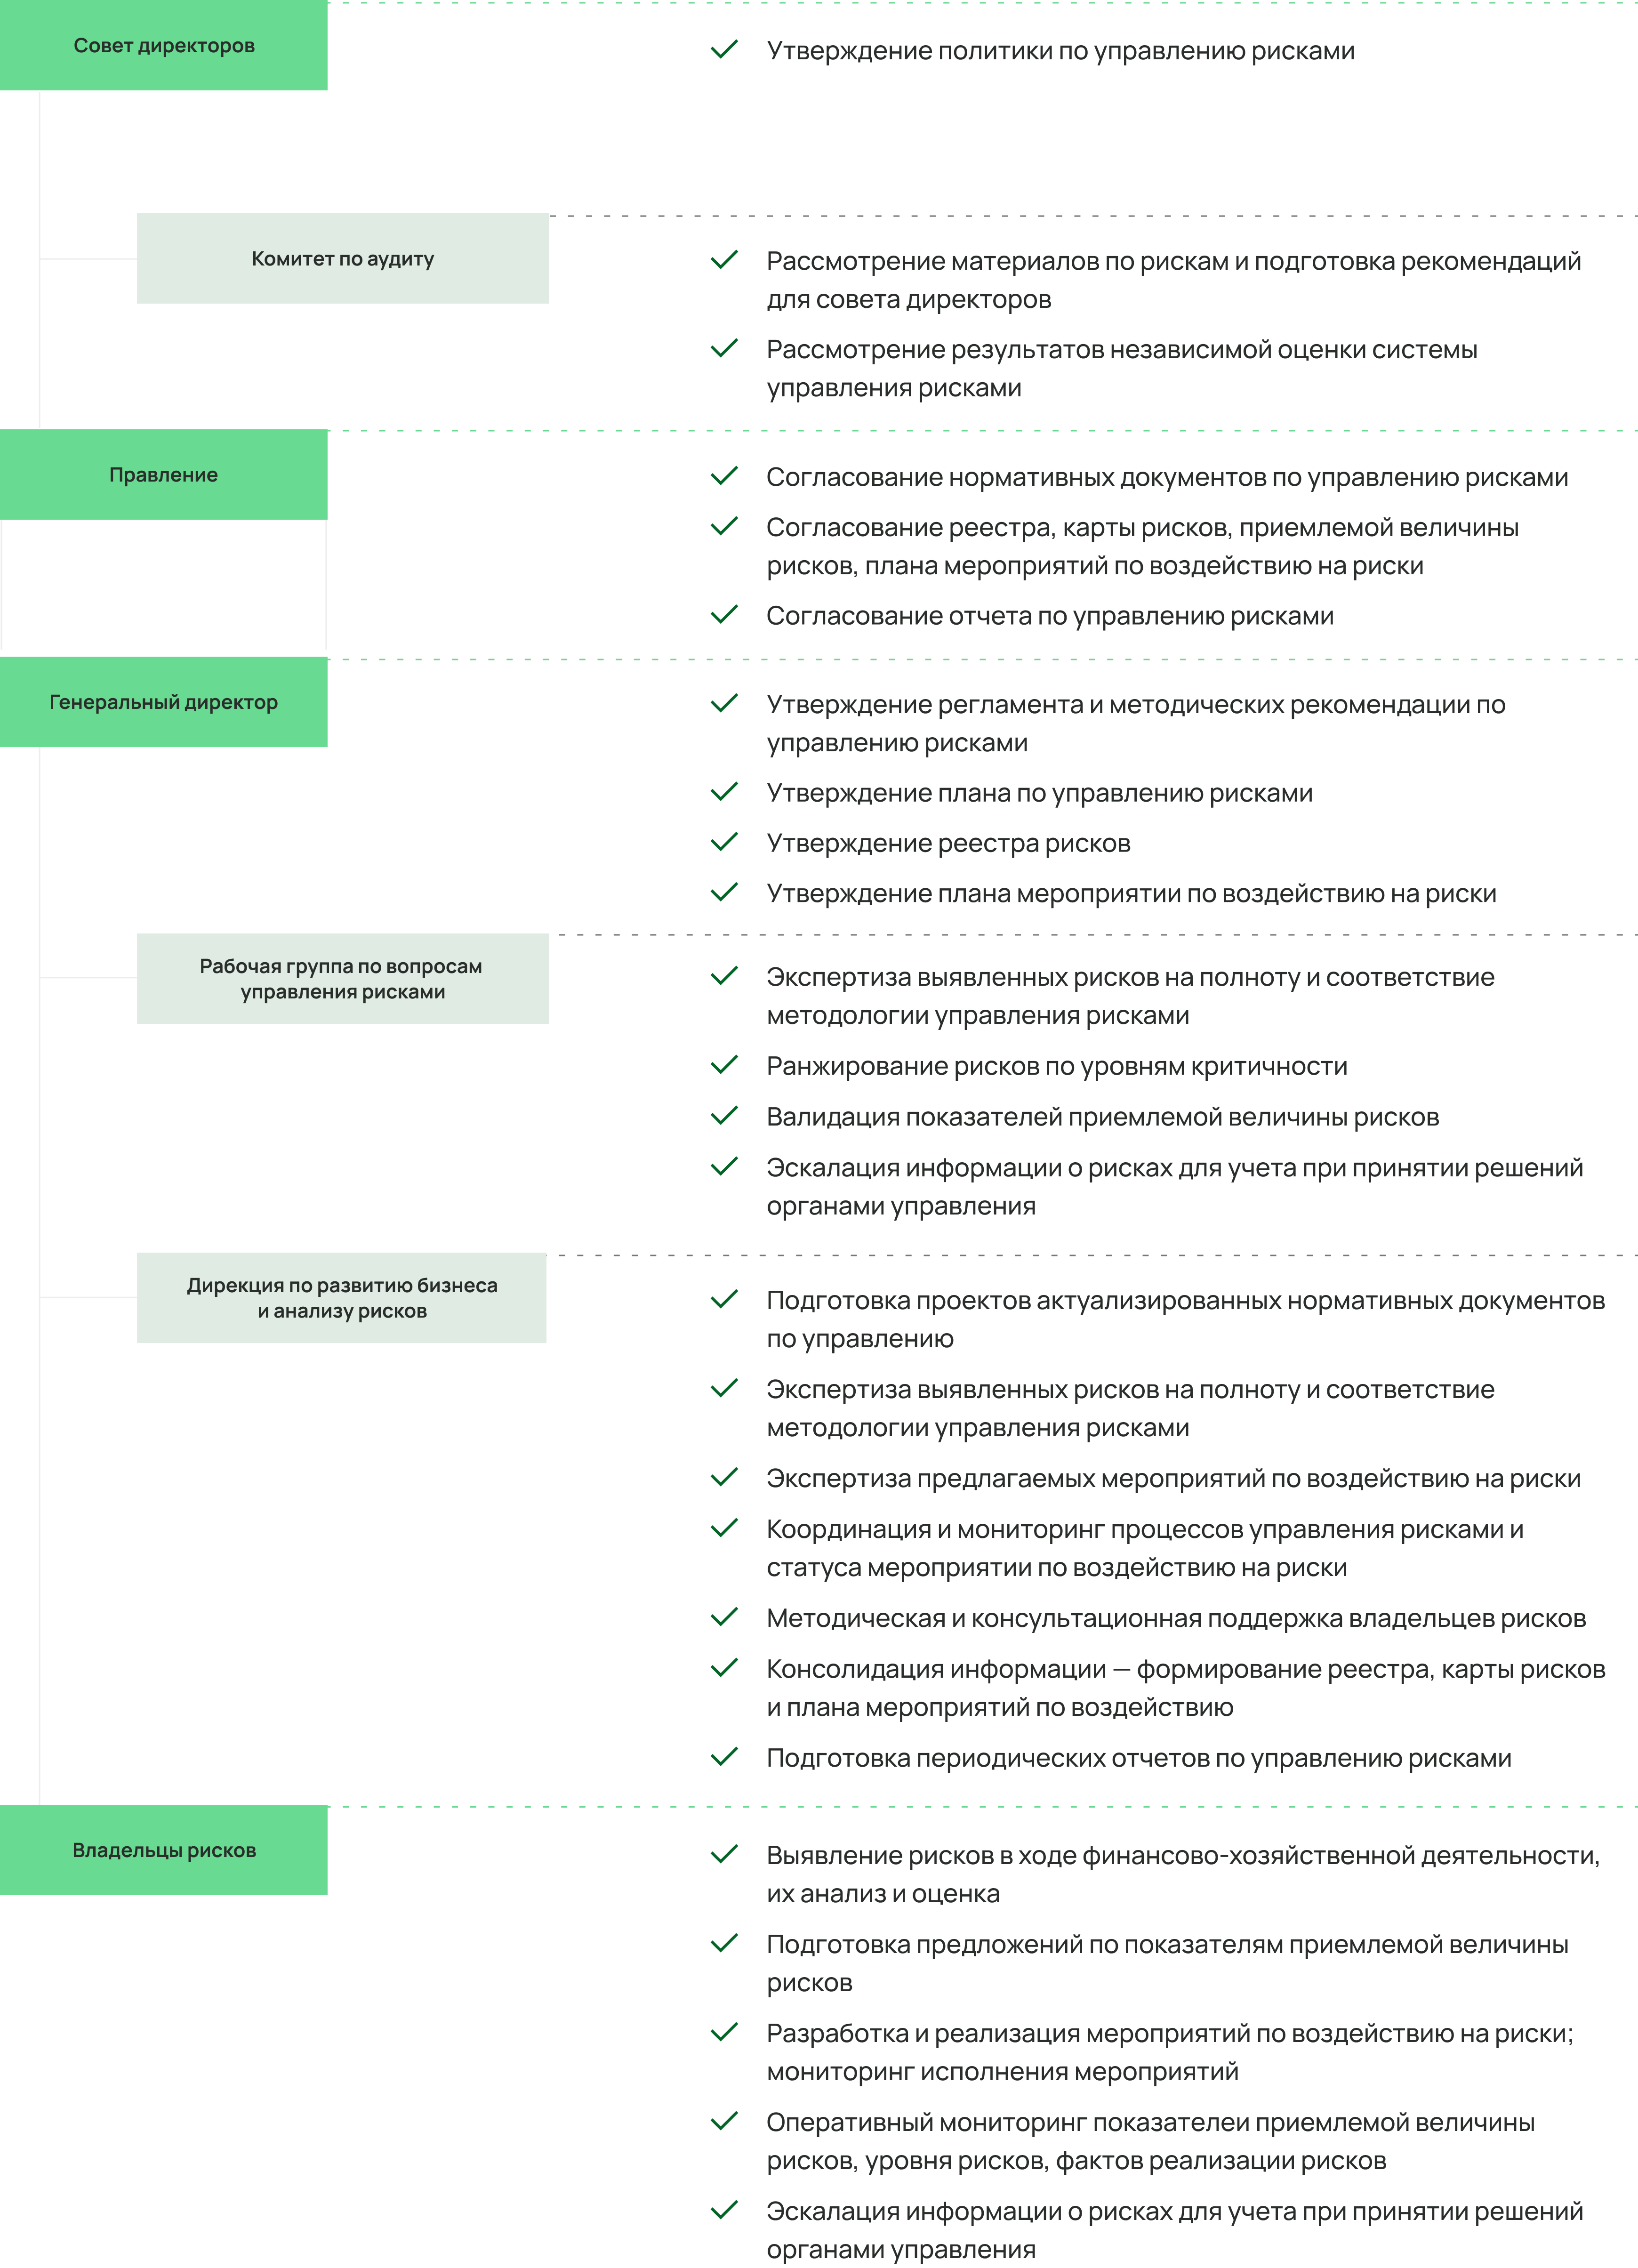 Совет директоров
Утверждение политики по управлению рисками
Комитет по аудиту
Рассмотрение материалов по рискам и подготовка рекомендаций
для совета директоров
Рассмотрение результатов независимой оценки системы
управления рисками
Правление
Согласование нормативных документов по управлению рисками
Согласование реестра, карты рисков, приемлемой величины
рисков, плана мероприятий по воздействию на риски
Согласование отчета по управлению рисками
Генеральный директор
Утверждение регламента и методических рекомендации по
управлению рисками
Утверждение плана по управлению рисками
Утверждение реестра рисков
Утверждение плана мероприятии по воздействию на риски
Рабочая группа по вопросам
управления рисками
Экспертиза выявленных рисков на полноту и соответствие
методологии управления рисками
Ранжирование рисков по уровням критичности
Валидация показателей приемлемой величины рисков
Эскалация информации о рисках для учета при принятии решений
органами управления
Дирекция по развитию бизнеса
и анализу рисков
Подготовка проектов актуализированных нормативных документов
по управлению
Экспертиза выявленных рисков на полноту и соответствие
методологии управления рисками
Экспертиза предлагаемых мероприятий по воздействию на риски
Координация и мониторинг процессов управления рисками и
статуса мероприятии по воздействию на риски
Методическая и консультационная поддержка владельцев рисков
Консолидация информации — формирование реестра, карты рисков
и плана мероприятий по воздействию
Подготовка периодических отчетов по управлению рисками
Владельцы рисков
Выявление рисков в ходе финансово-хозяйственной деятельности,
их анализ и оценка
Подготовка предложений по показателям приемлемой величины
рисков
Разработка и реализация мероприятий по воздействию на риски;
мониторинг исполнения мероприятий
Оперативный мониторинг показателеи приемлемой величины
рисков, уровня рисков, фактов реализации рисков
Эскалация информации о рисках для учета при принятии решений
органами управления